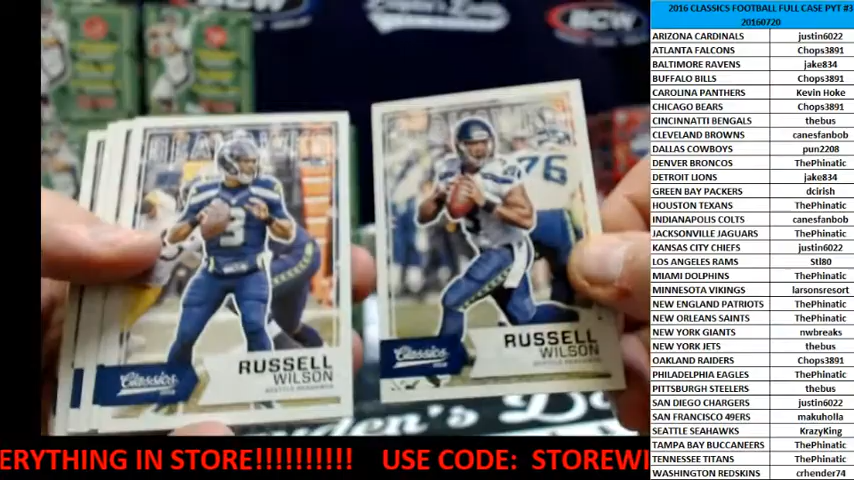 2016 CLASSICS FOOTBALL FULL CASE PYT #3
20160720
ARIZONA CARDINALS justin6022
ATLANTA FALCONS Chops3891
BALTIMORE RAVENS jake834
BUFFALO BILLS Chops3891
CAROLINA PANTHERS Kevin Hoke
CHICAGO BEARS Chops3891
CINCINNATI BENGALS thebus
CLEVELAND BROWNS canesfanbob
DALLAS COWBOYS pun2208
DENVER BRONCOS ThePhinatic
DETROIT LIONS jake834
GREEN BAY PACKERS dcirish
HOUSTON TEXANS ThePhinatic
INDIANAPOLIS COLTS canesfanbob
JACKSONVILLE JAGUARS ThePhinatic
KANSAS CITY CHIEFS justin6022
LOS ANGELES RAMS Stl80
MIAMI DOLPHINS ThePhinatic
MINNESOTA VIKINGS larsonsresort
NEW ENGLAND PATRIOTS ThePhinatic
NEW ORLEANS SAINTS ThePhinatic
NEW YORK GIANTS nwbreaks
NEW YORK JETS thebus
OAKLAND RAIDERS Chops3891
PHILADELPHIA EAGLES ThePhinatic
PITTSBURGH STEELERS thebus
SAN DIEGO CHARGERS justin6022
SAN FRANCISCO 49ERS makuholla
SEATTLE SEAHAWKS KrazyKing
TAMPA BAY BUCCANEERS ThePhinatic
TENNESSEE TITANS ThePhinatic
WASHINGTON REDSKINS crhender74
BCW
3
76
RUSSELL
WILSON
Classics
RUSSELL
WILSON
SEATTLE SEAHAWKS
Classics
ERYTHING IN STORE!!!!!!!!!! USE CODE: STOREWI